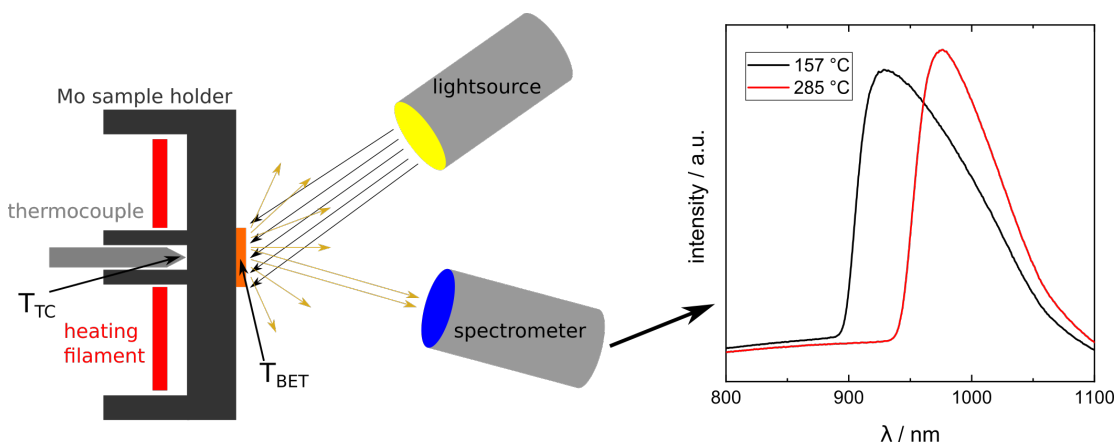 Mo sample holder
thermocouple
T_TC
heating
filament
T_BET
lightsource
spectrometer
intensity / a.u.
157 °C
285 °C
800
900
1000
1100
λ / nm